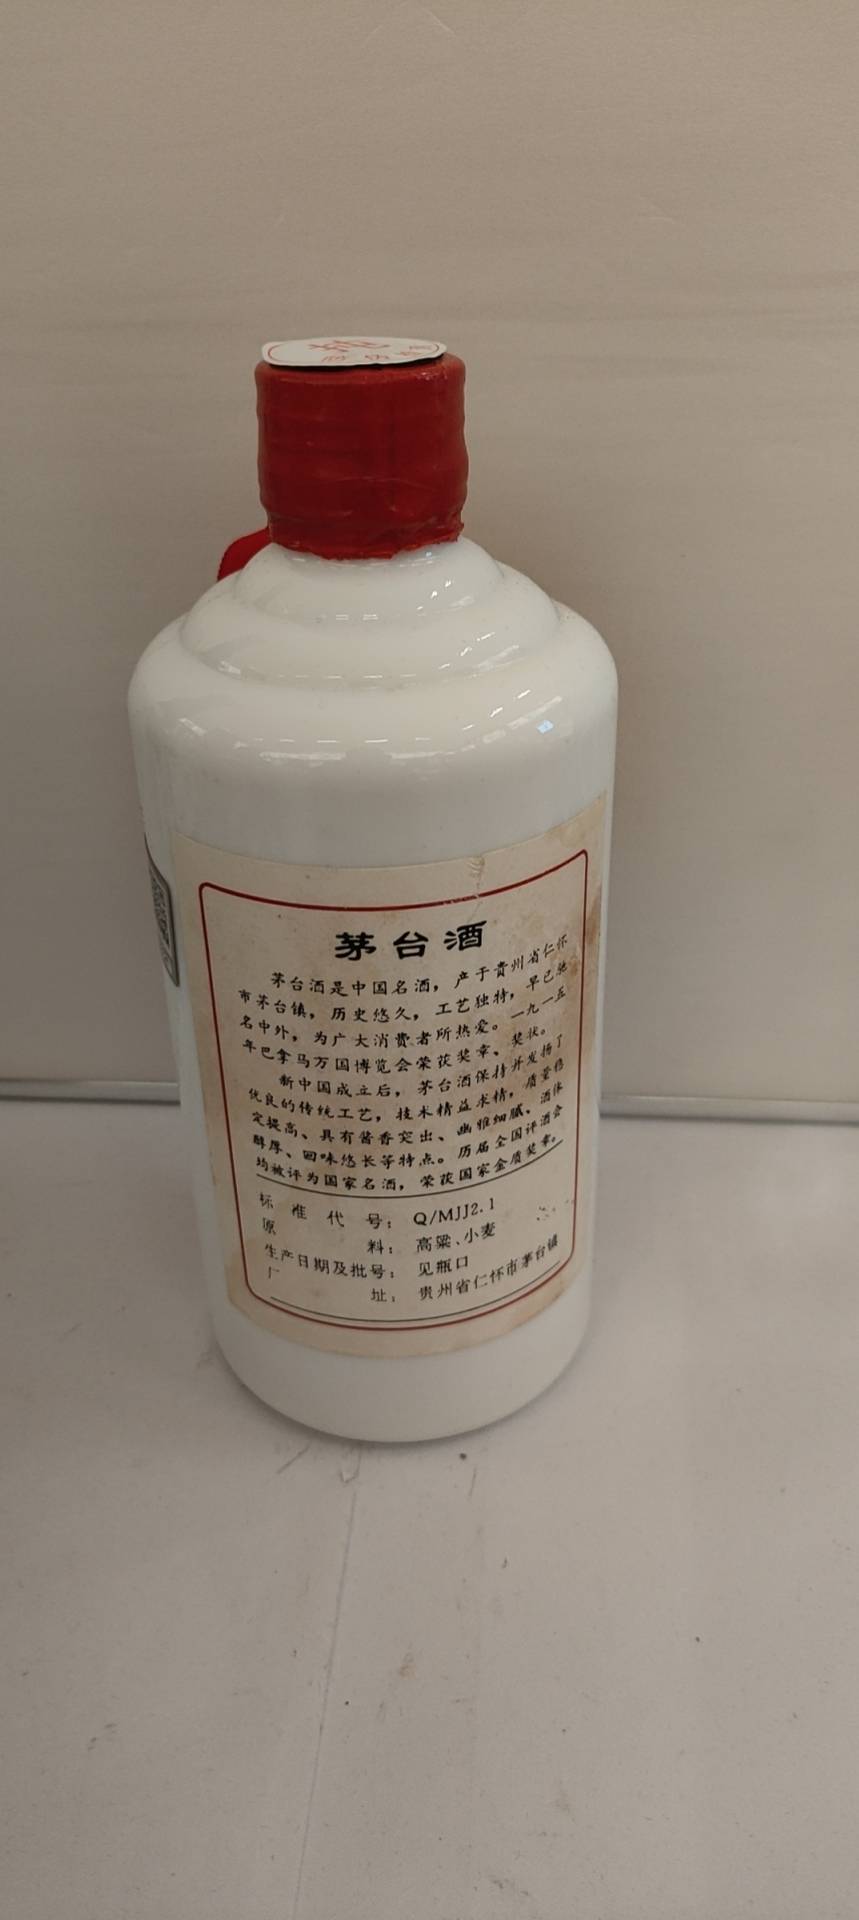 茅台酒
茅台酒是中国名酒，产于贵州省仁怀
市茅台镇，历史悠久，工艺独特，早已驰
名中外，为广大消费者所热爱。一九一五
年巴拿马万国博览会荣获奖章、奖状。
新中国成立后，茅台酒保持并发扬了
优良的传统工艺，技术精益求精，质量稳
定提高、具有酱香突出、幽雅细腻、酒体
醇厚、回味悠长等特点。历届全国评酒会
均被评为国家名酒，荣获国家金质奖章。
标准代号：Q/MJJ2.1
原料：高粱、小麦
生产日期及批号：见瓶口
厂址：贵州省仁怀市茅台镇